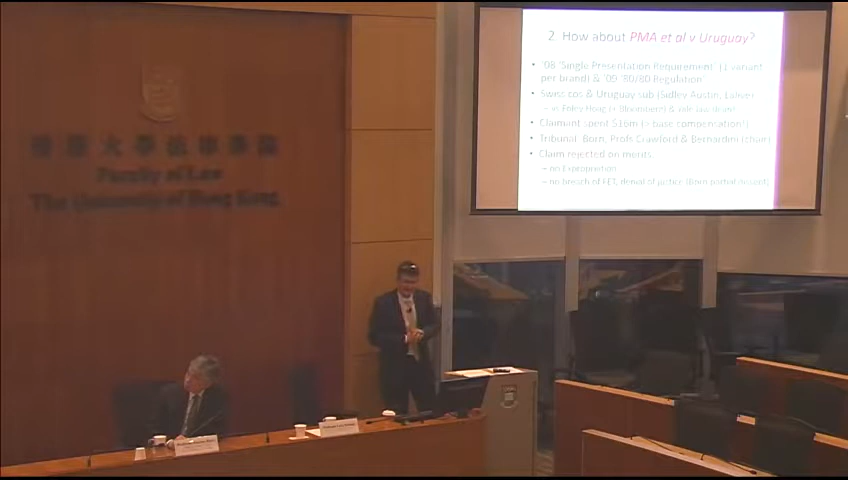 2. How about PMA et al v Uruguay?
• '08 'Single Presentation Requirement' (1 variant
per brand) & '09 '80/80 Regulation'
• Swiss cos & Uruguay sub (Sidley Austin, Lalive)
– vs Foley Hoag (+ Bloomberg &
• Claimant spent $16m (> base compensation!)
• Tribunal: Born, Profs Crawford & Bernardini (chair)
• Claim rejected on merits:
– no Expropriation
– no breach of FET, denial of justice (Born partial dissent)
香港大學法律學院
Faculty of Law
The University of Hong Kong